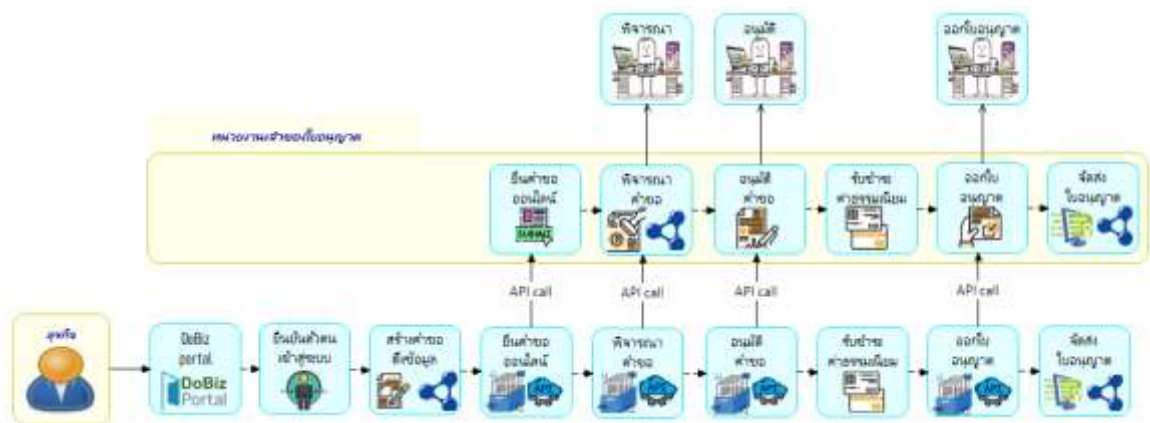 พิจารณา
อนุมัติ
ออกใบอนุญาต
หน่วยงานเจ้าของใบอนุญาต
ยื่นคำขอ
ออนไลน์
SUBMIT
พิจารณา
คำขอ
อนุมัติ
คำขอ
รับชำระ
ค่าธรรมเนียม
ออกใบ
อนุญาต
จัดส่ง
ใบอนุญาต
API call
API call
API call
API call
ธุรกิจ
DoBiz
portal
DoBiz
Portal
ยืนยันตัวตน
เข้าสู่ระบบ
สร้างคำขอ
ดึงข้อมูล
ยื่นคำขอ
ออนไลน์
API
พิจารณา
คำขอ
API
อนุมัติ
คำขอ
API
รับชำระ
ค่าธรรมเนียม
ออกใบ
อนุญาต
API
จัดส่ง
ใบอนุญาต